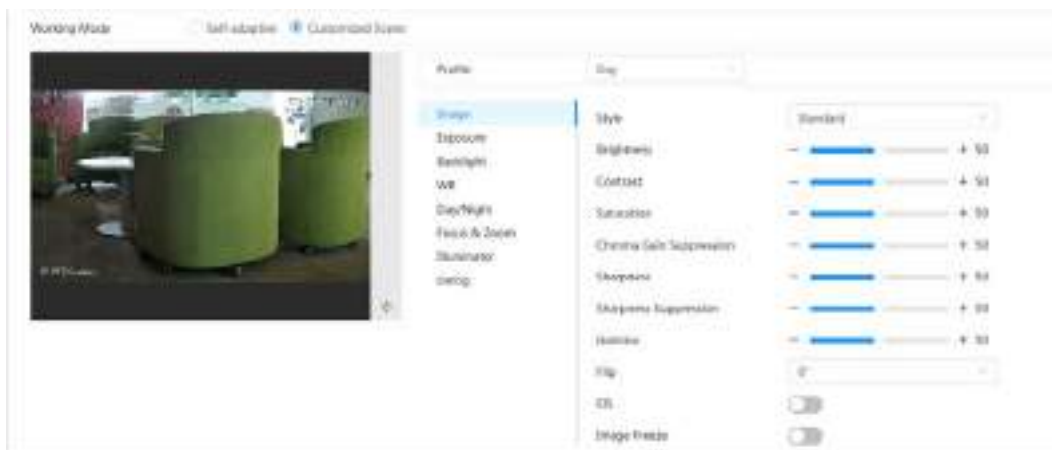 Working Mode Self-adaptive Customized Scene
Profile Day
Image
Exposure
Backlight
WB
Day/Night
Focus & Zoom
Illuminator
Defog
Style Standard
Brightness - + 50
Contrast - + 50
Saturation - + 50
Chroma Gain Suppression - + 50
Sharpness - + 50
Sharpness Suppression - + 50
Gamma - + 50
Flip 0°
EIS
Image Freeze